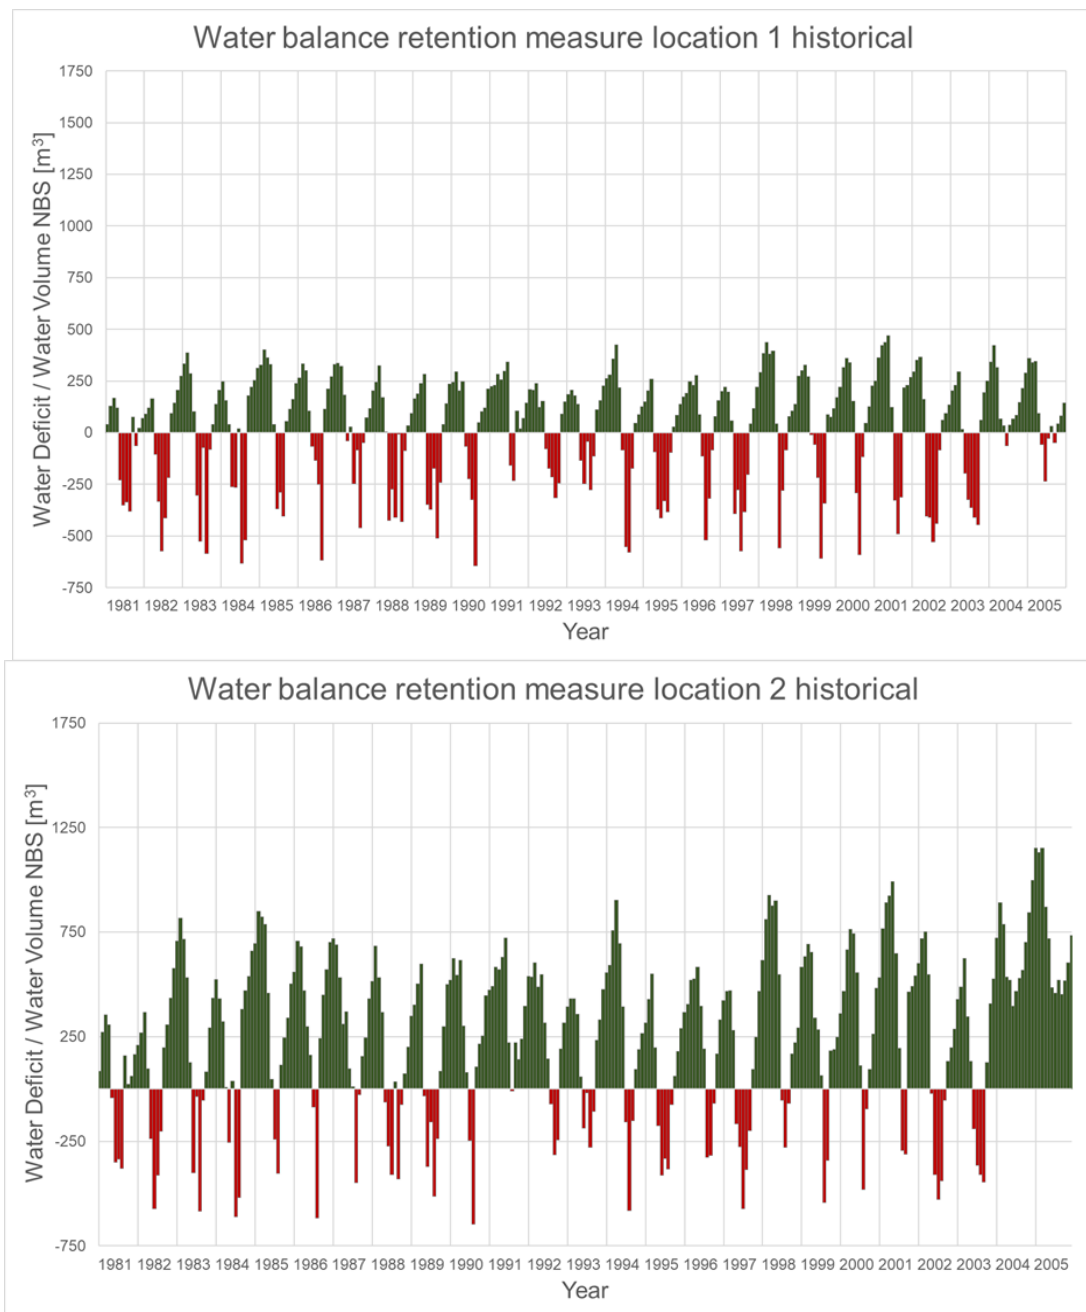 Water balance retention measure location 1 historical
Water Deficit / Water Volume NBS [m³]
1750
1500
1250
1000
750
500
250
0
-250
-500
-750
1981 1982 1983 1984 1985 1986 1987 1988 1989 1990 1991 1992 1993 1994 1995 1996 1997 1998 1999 2000 2001 2002 2003 2004 2005
Year
Water balance retention measure location 2 historical
Water Deficit / Water Volume NBS [m³]
1750
1250
750
250
-250
-750
1981 1982 1983 1984 1985 1986 1987 1988 1989 1990 1991 1992 1993 1994 1995 1996 1997 1998 1999 2000 2001 2002 2003 2004 2005
Year